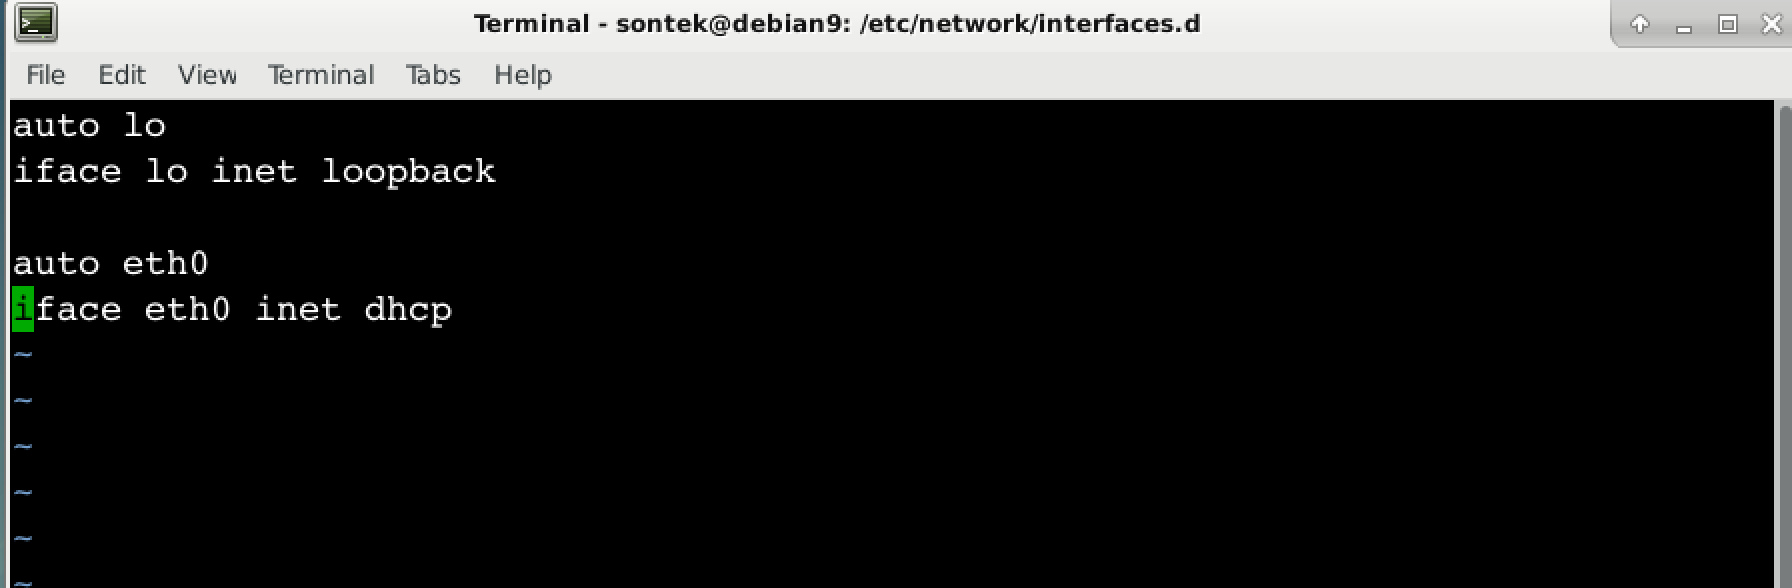 Terminal - sontek@debian9: /etc/network/interfaces.d
File Edit View Terminal Tabs Help
auto lo
iface lo inet loopback
auto eth0
iface eth0 inet dhcp
~
~
~
~
~
~